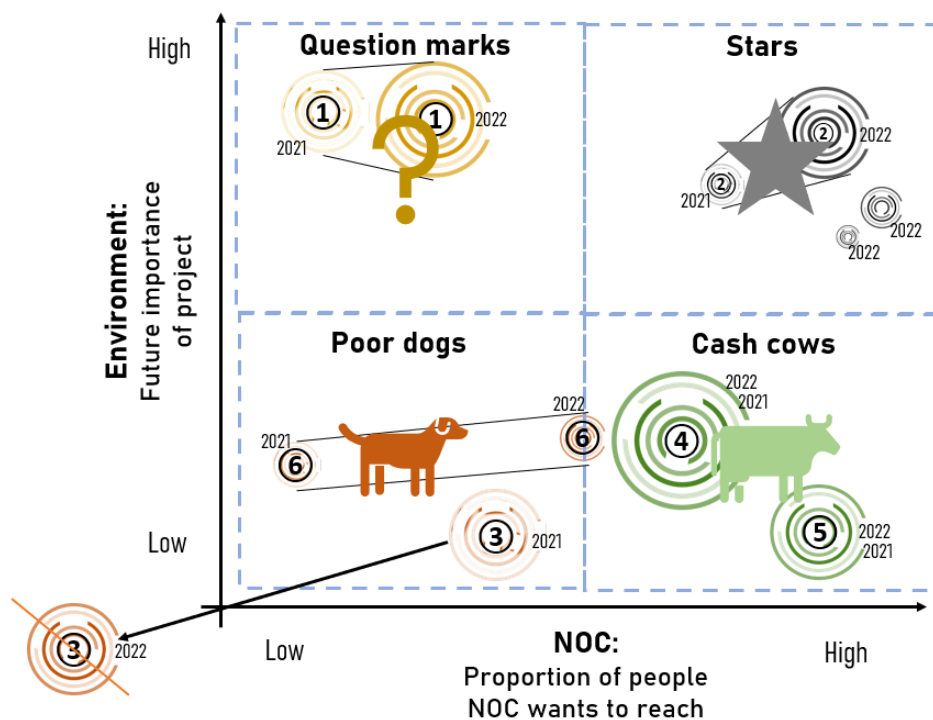 Question marks
Stars
High
1
1
2021
2022
2
2
2021
2022
2022
2022
Environment:
Future importance
of project
Poor dogs
Cash cows
2022
2021
2022
2021
6
6
4
3
2021
5
2022
2021
Low
3
2022
Low
NOC:
High
Proportion of people
NOC wants to reach